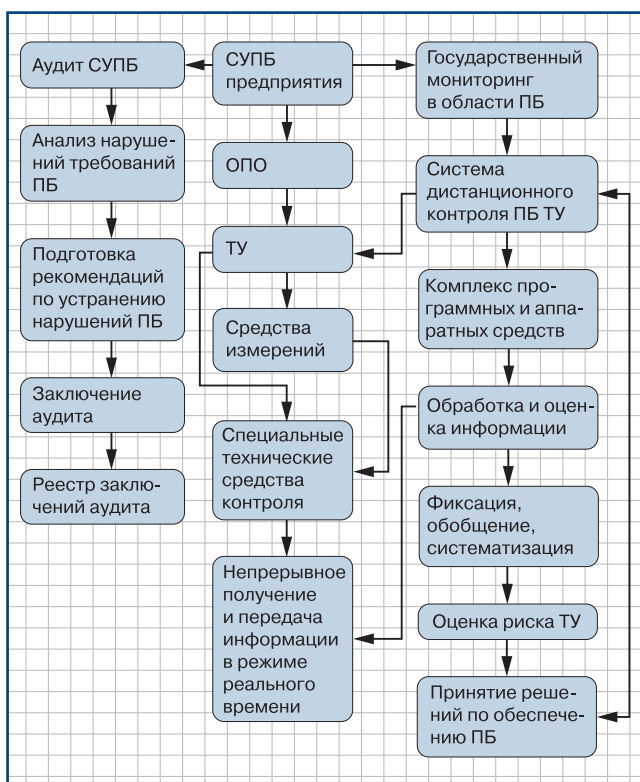 Аудит СУПБ
Анализ наруше-
ний требований
ПБ
Подготовка
рекомендаций
по устранению
нарушений ПБ
Заключение
аудита
Реестр заклю-
чений аудита
СУПБ
предприятия
ОПО
ТУ
Средства
измерений
Специальные
технические
средства
контроля
Непрерывное
получение
и передача
информации
в режиме
реального
времени
Государственный
мониторинг
в области ПБ
Система
дистанционного
контроля ПБ ТУ
Комплекс про-
граммных и аппа-
ратных средств
Обработка и оцен-
ка информации
Фиксация,
обобщение,
систематизация
Оценка риска ТУ
Принятие реше-
ний по обеспече-
нию ПБ